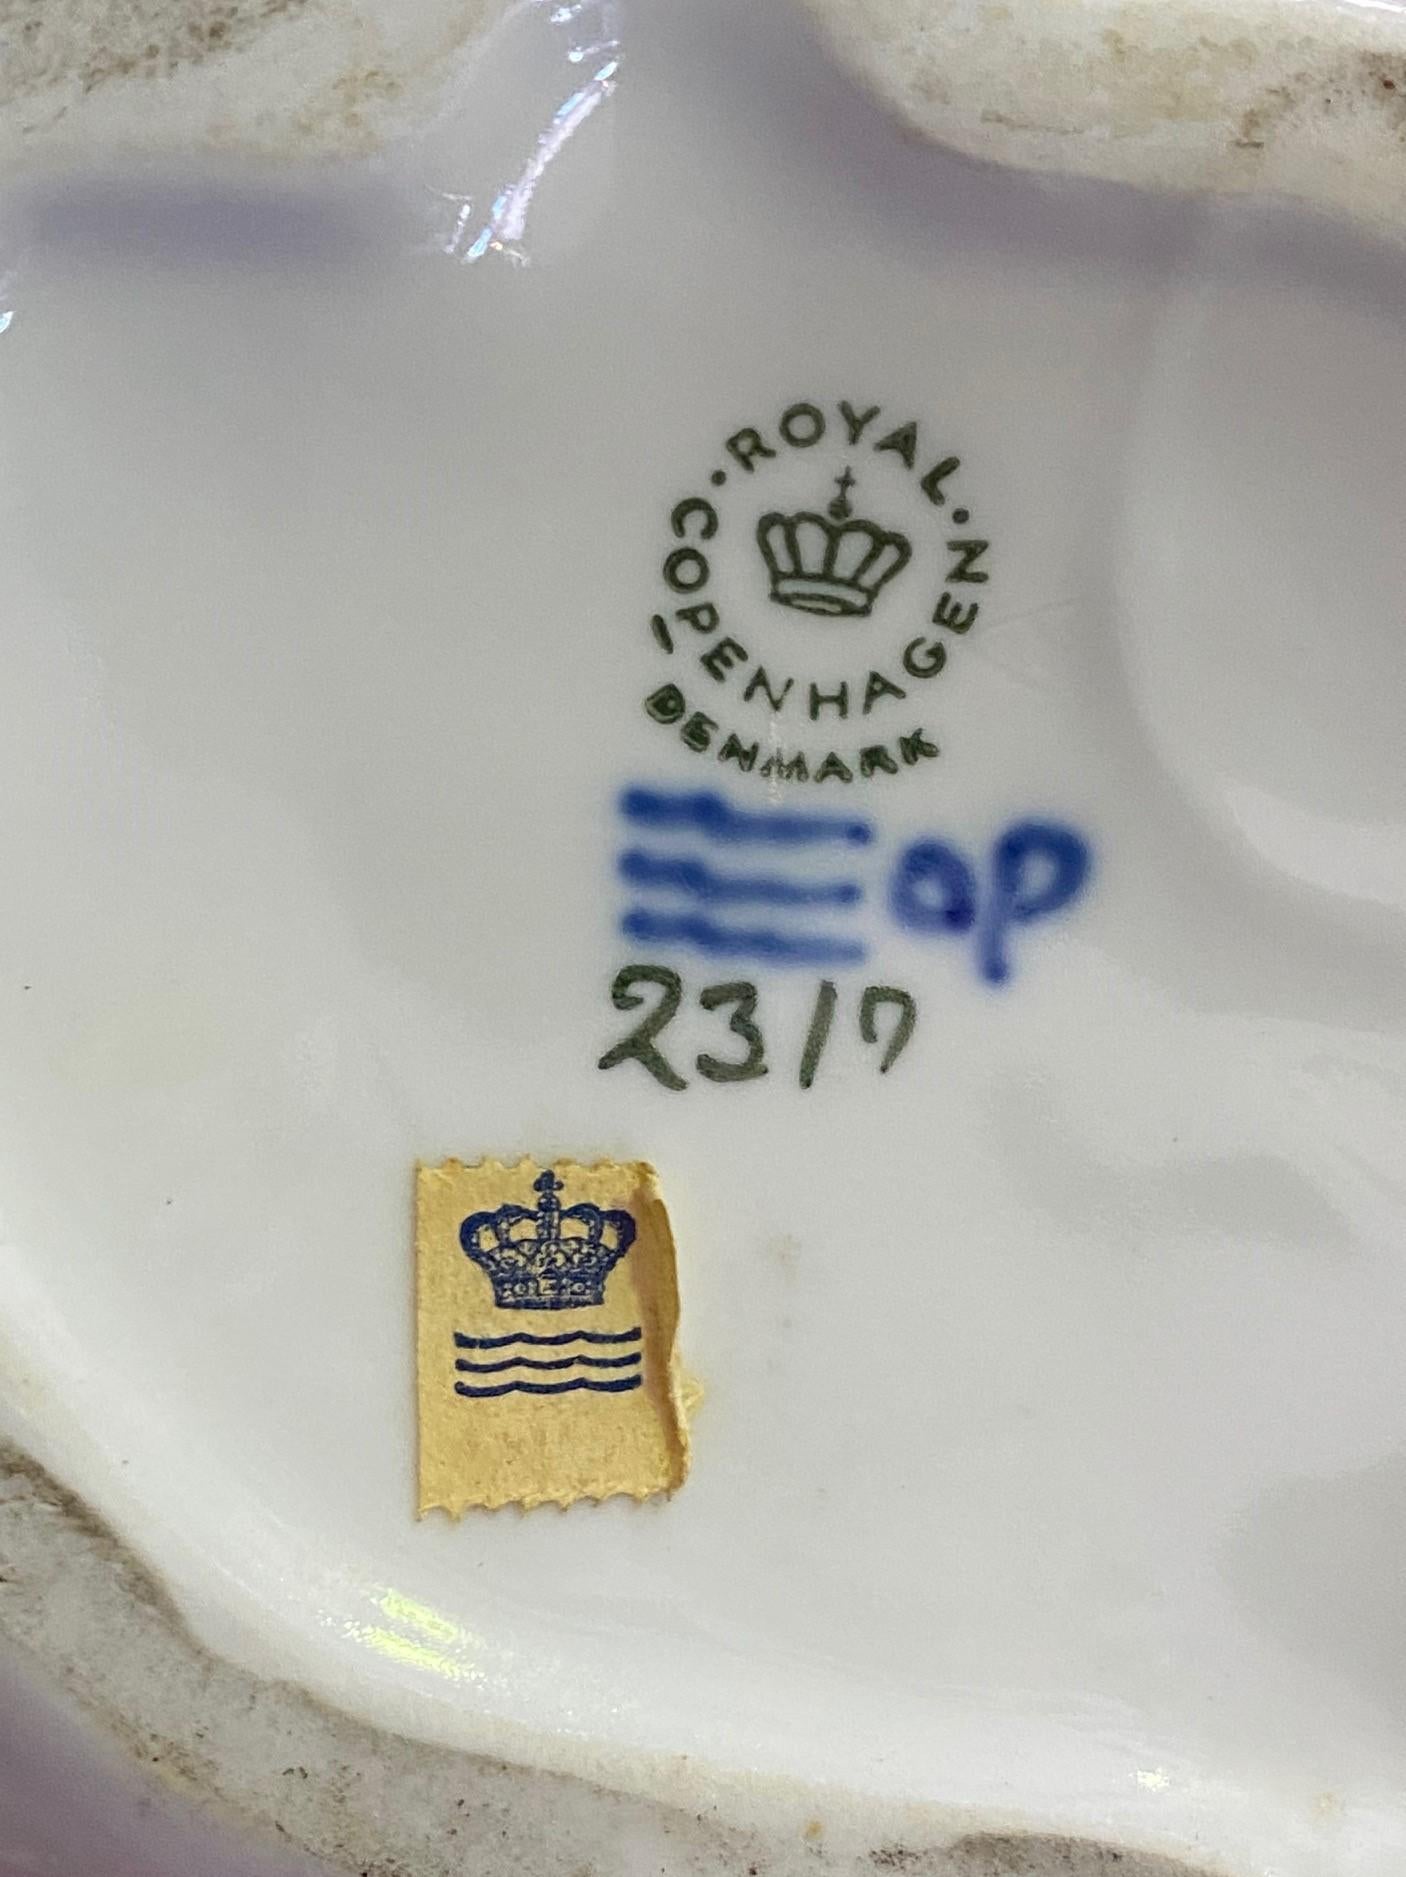 ROYAL
COPENHAGEN
DENMARK
OP
2317